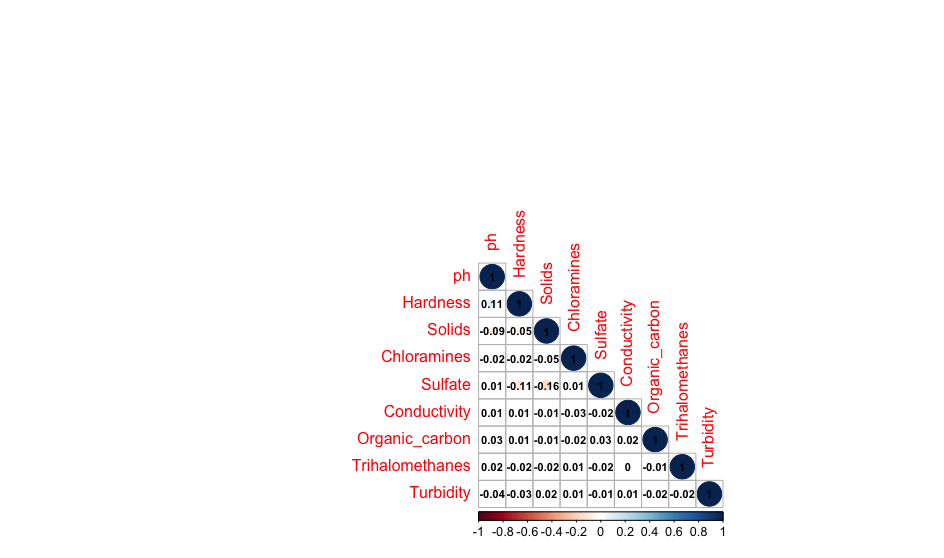 ph
Hardness
Solids
Chloramines
Sulfate
Conductivity
Organic_carbon
Trihalomethanes
Turbidity
ph 1
Hardness 0.11 1
Solids -0.09 -0.05 1
Chloramines -0.02 -0.02 -0.05 1
Sulfate 0.01 -0.11 -0.16 0.01 1
Conductivity 0.01 0.01 -0.01 -0.03 -0.02 1
Organic_carbon 0.03 0.01 -0.01 -0.02 0.03 0.02 1
Trihalomethanes 0.02 -0.02 -0.02 0.01 -0.02 0 -0.01 1
Turbidity -0.04 -0.03 0.02 0.01 -0.01 0.01 -0.02 -0.02 1
-1 -0.8 -0.6 -0.4 -0.2 0 0.2 0.4 0.6 0.8 1